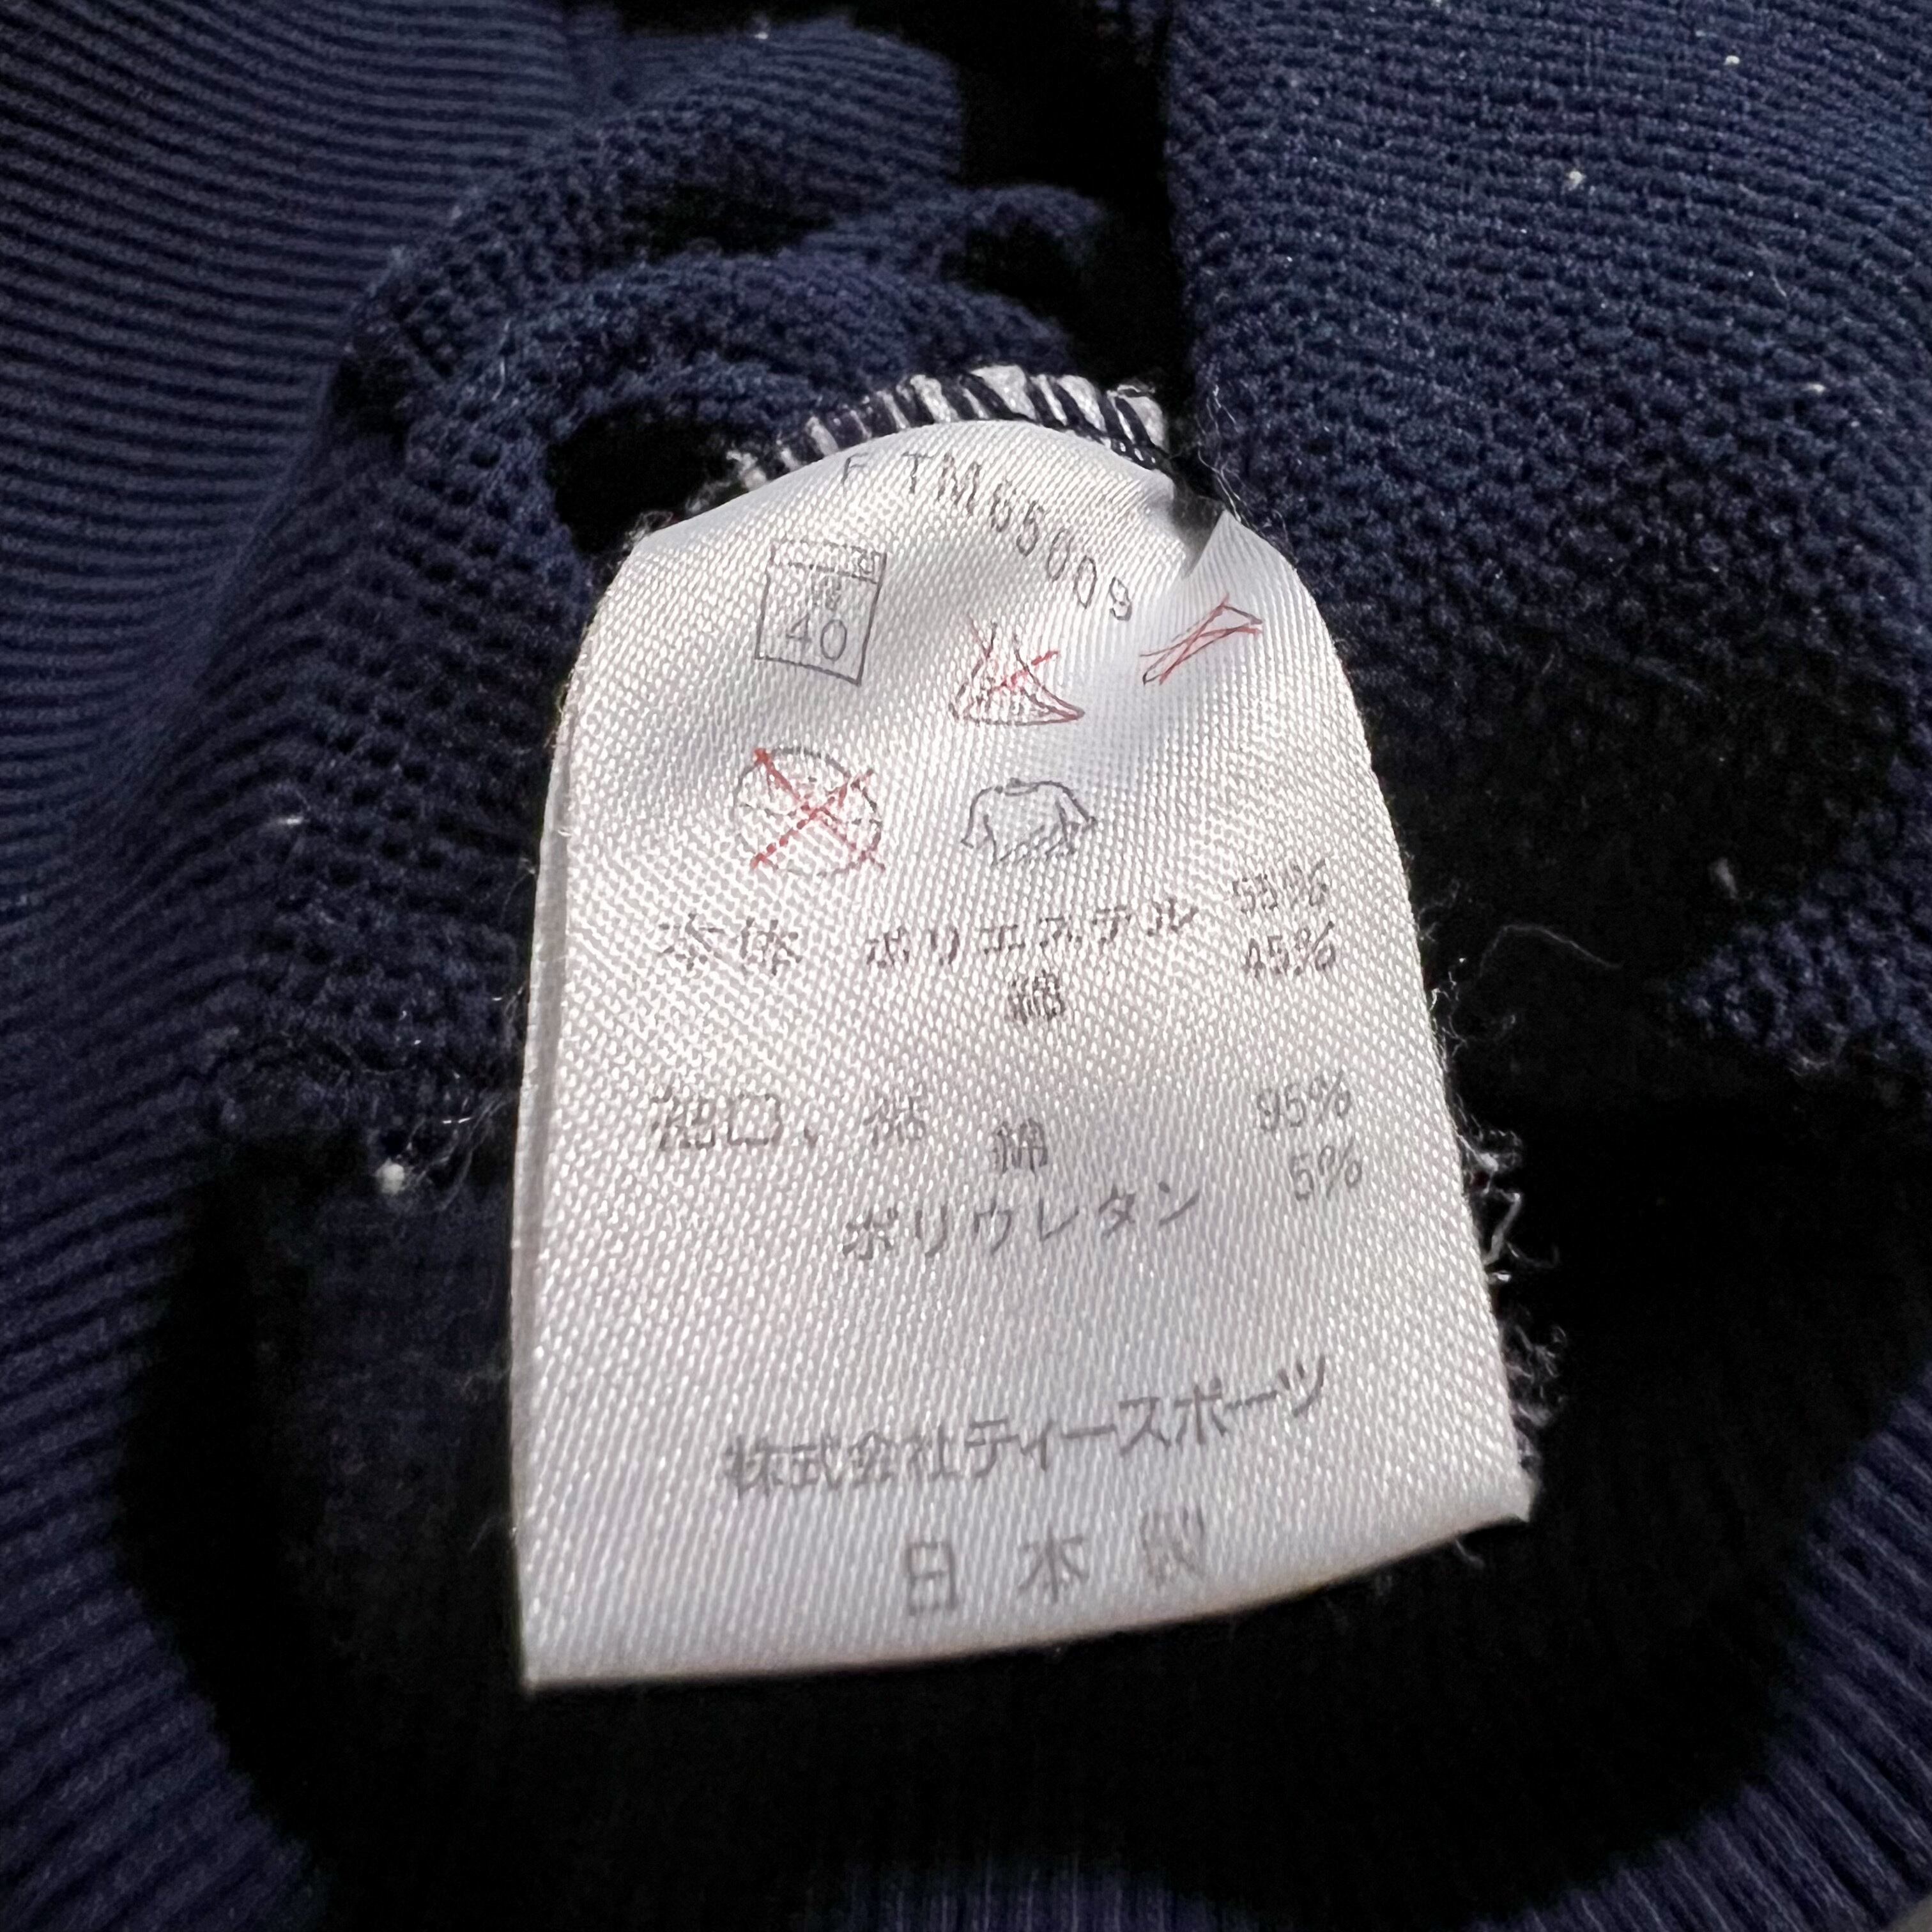 FTM65009
40
本体 ポリエステル 55%
綿 45%
袖口、裾 綿 95%
ポリウレタン 5%
株式会社ティースポーツ
日本製